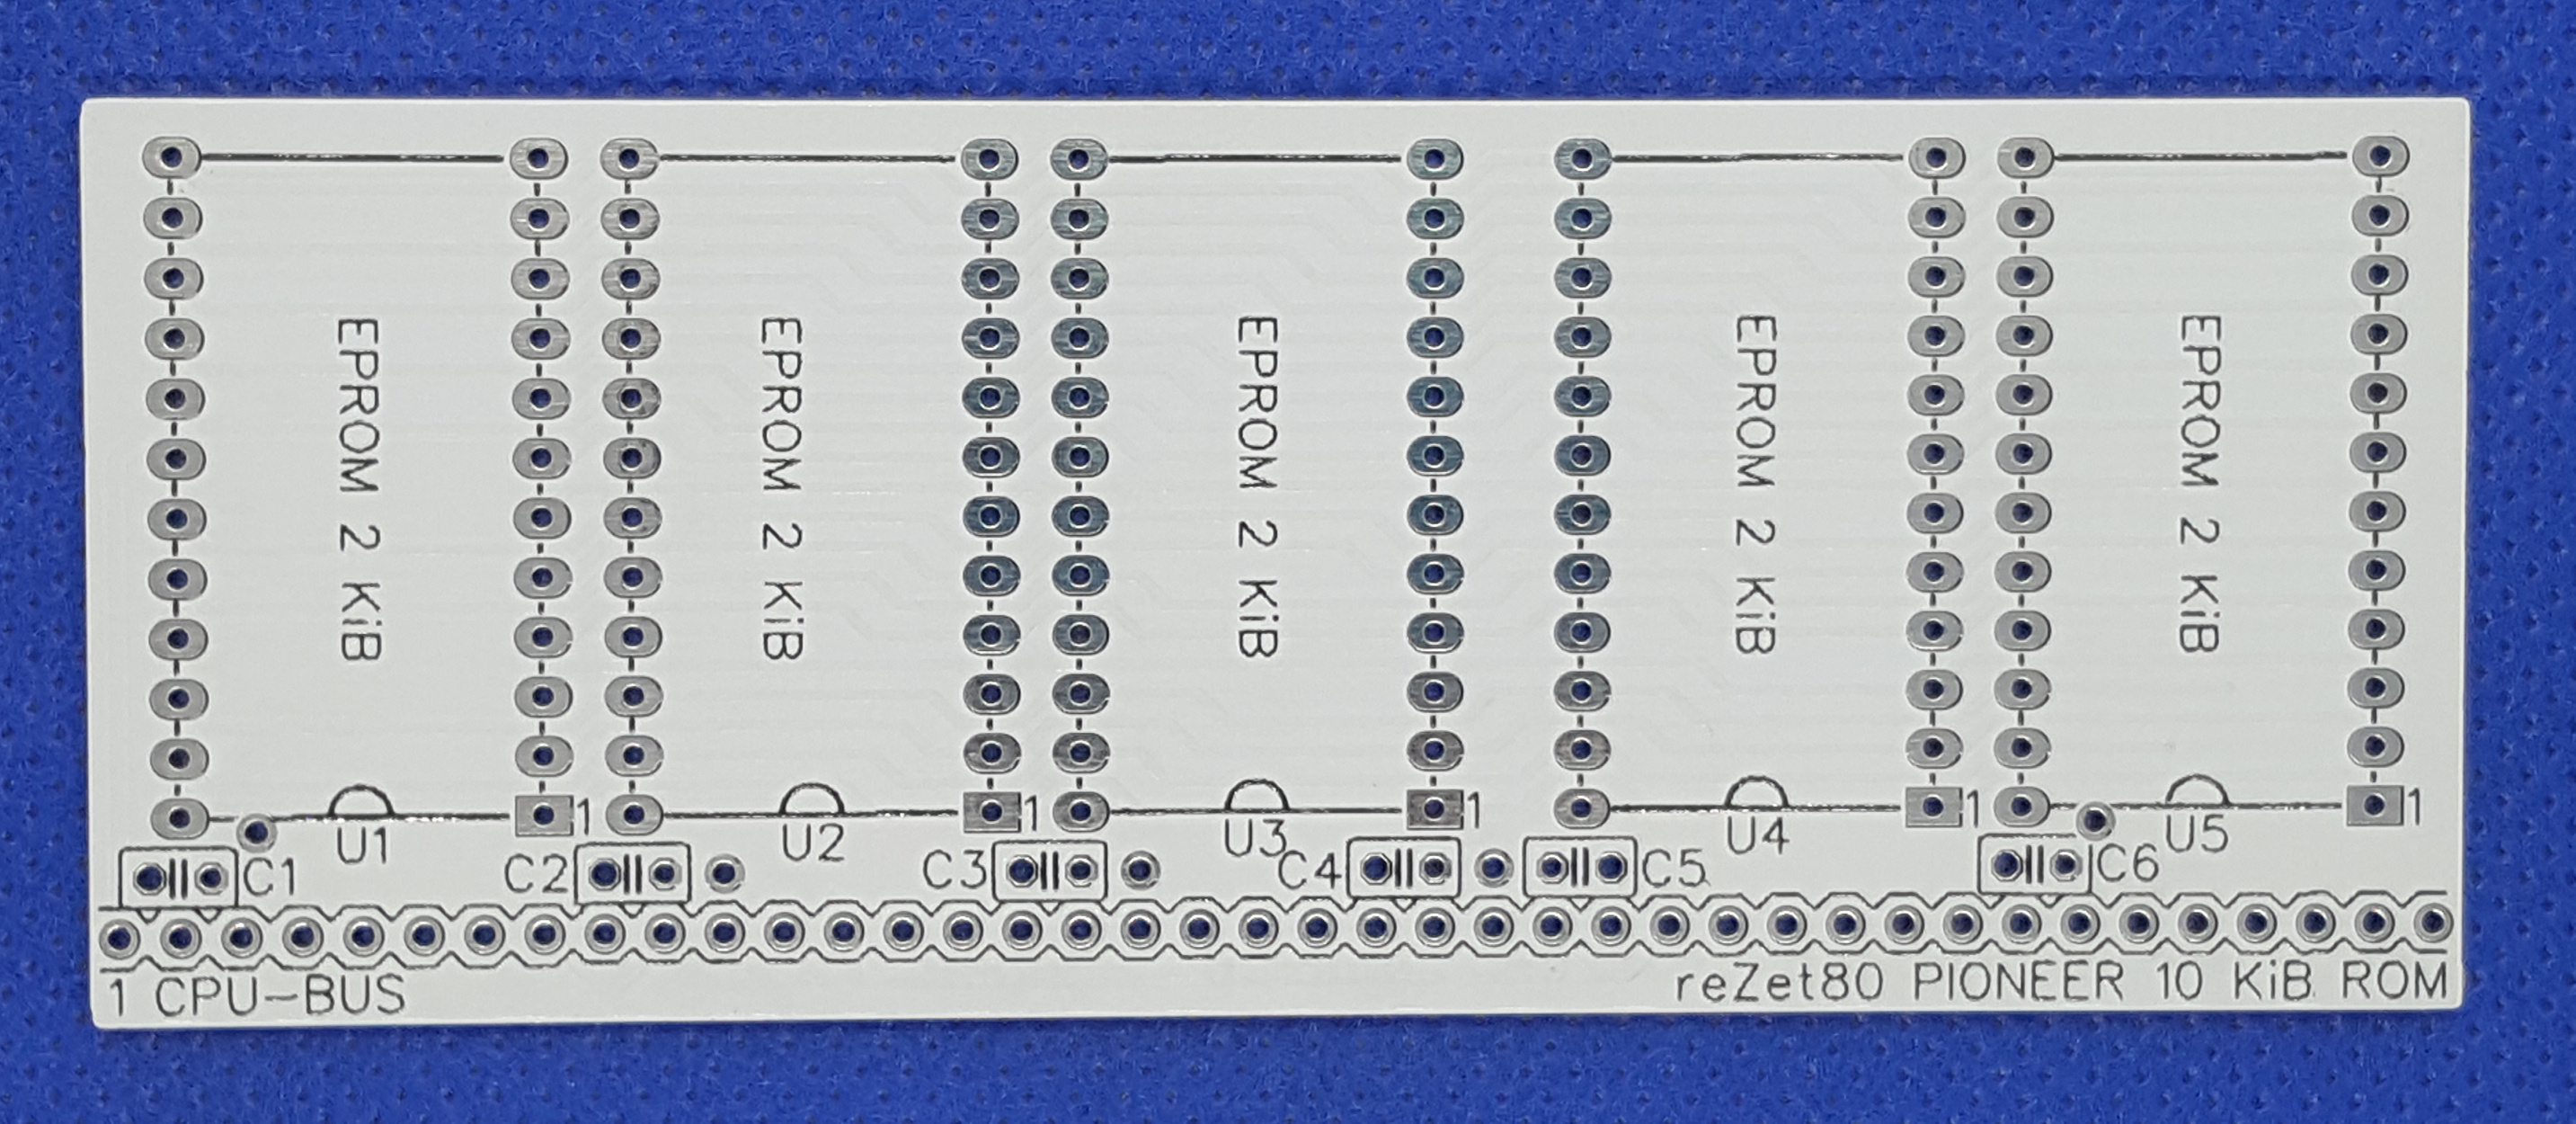 EPROM 2 KiB
EPROM 2 KiB
EPROM 2 KiB
EPROM 2 KiB
EPROM 2 KiB
U1 1
U2 1
U3 1
U4 1
U5 1
C1
C2
C3
C4
C5
C6
1 CPU-BUS
reZet80 PIONEER 10 KiB ROM